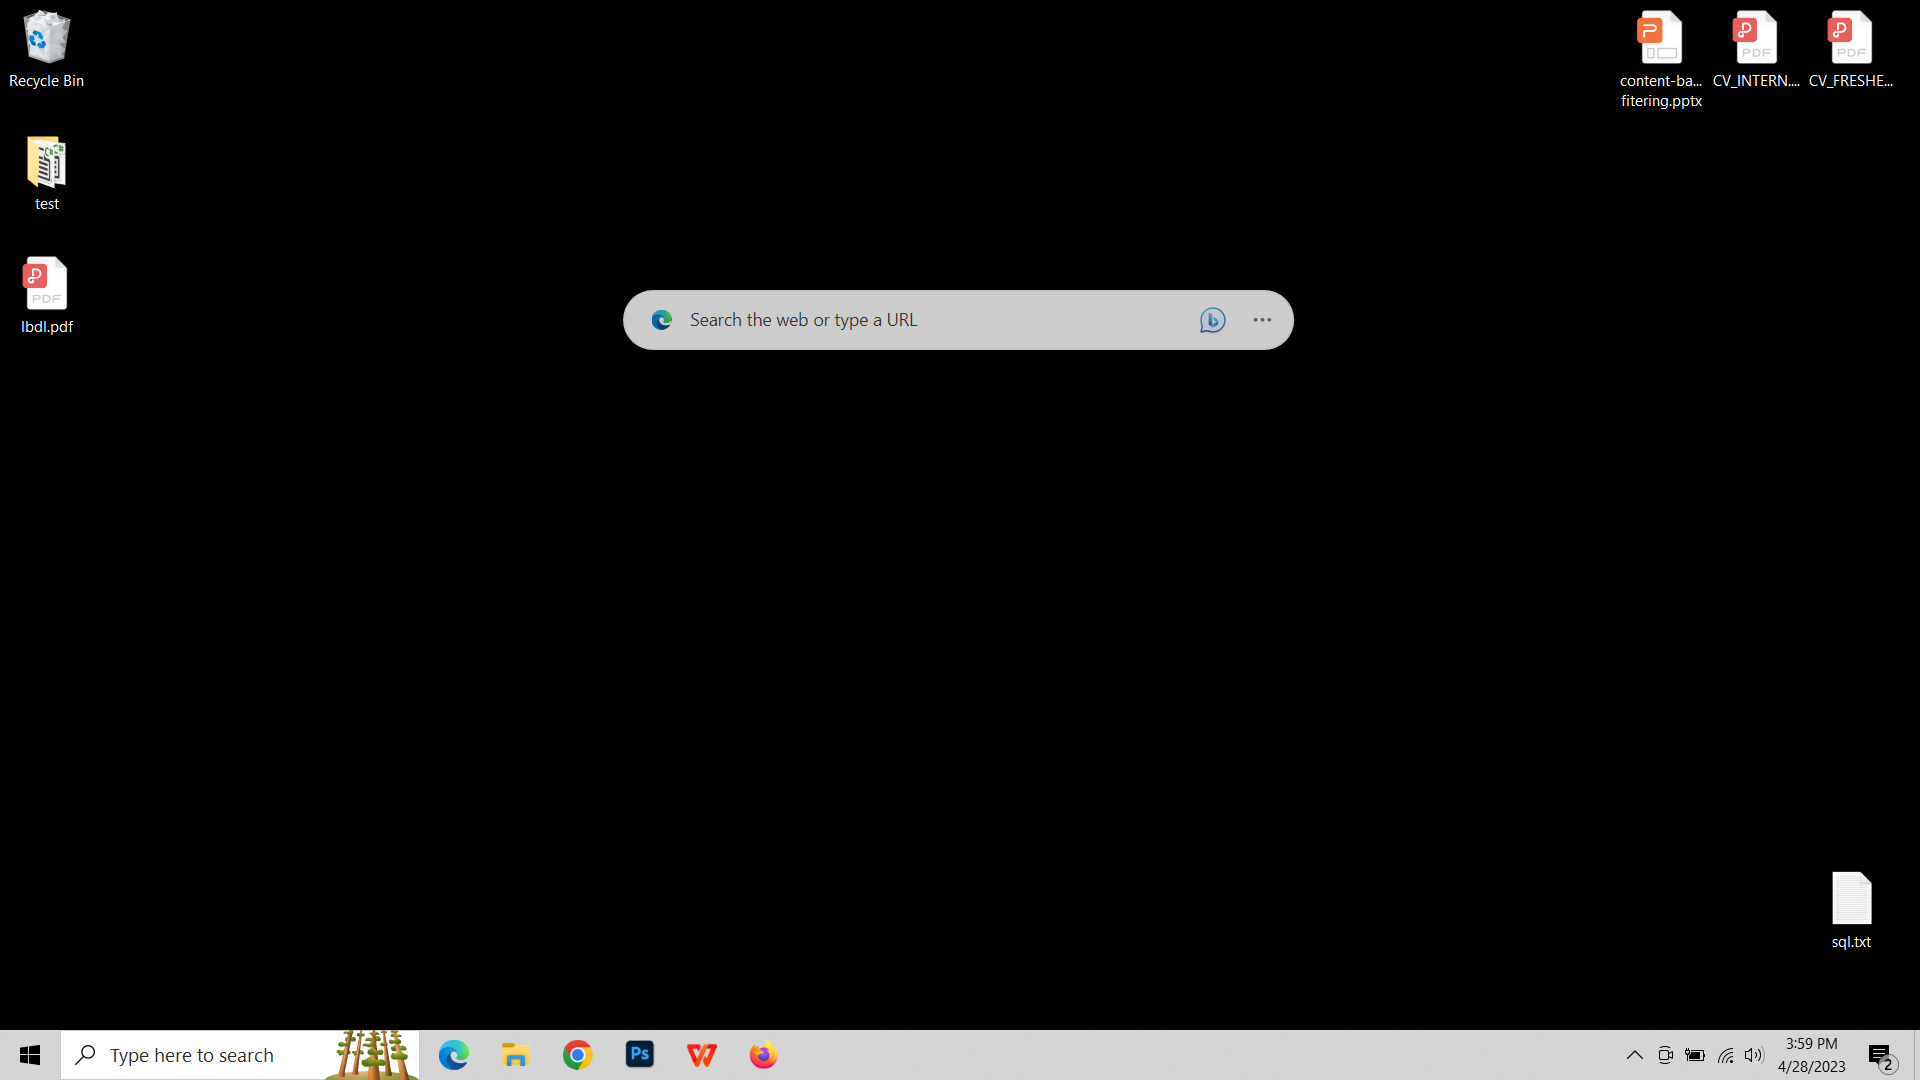 Recycle Bin
test
lbdl.pdf
content-ba...
fitering.pptx
CV_INTERN....
CV_FRESHE...
Search the web or type a URL
sql.txt
Type here to search
Ps
3:59 PM
4/28/2023
2